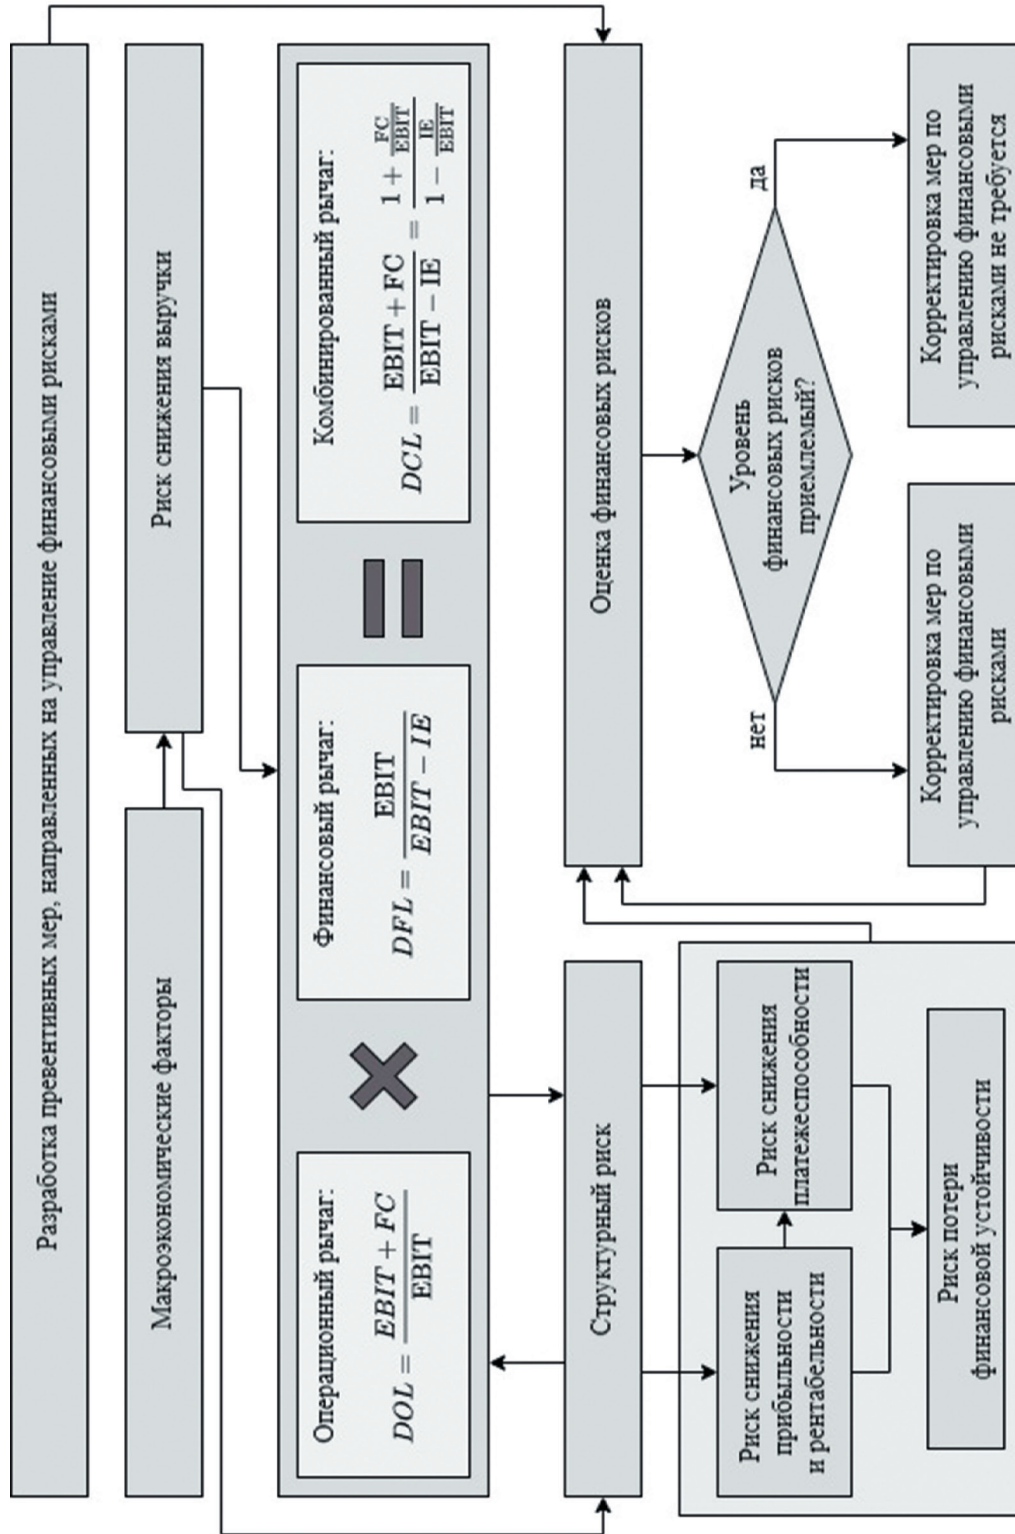 Разработка превентивных мер, направленных на управление финансовыми рисками
Макроэкономические факторы
Риск снижения выручки
Операционный рычаг:
DOL = (EBIT + FC) / EBIT
Финансовый рычаг:
DFL = EBIT / (EBIT − IE)
Комбинированный рычаг:
DCL = (EBIT + FC) / (EBIT − IE) = (1 + FC/EBIT) / (1 − IE/EBIT)
Структурный риск
Оценка финансовых рисков
Риск снижения
прибыльности
и рентабельности
Риск снижения
платежеспособности
Риск потери
финансовой устойчивости
Уровень
финансовых рисков
приемлемый?
нет
да
Корректировка мер по
управлению финансовыми
рисками
Корректировка мер по
управлению финансовыми
рисками не требуется